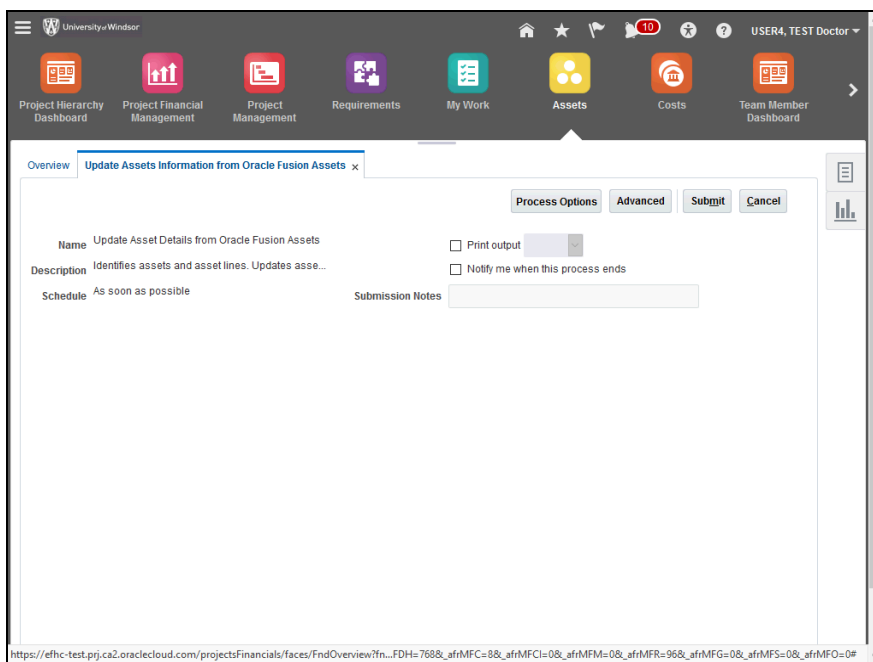 University of Windsor
10
USER4, TEST Doctor
Project Hierarchy Dashboard
Project Financial Management
Project Management
Requirements
My Work
Assets
Costs
Team Member Dashboard
Overview
Update Assets Information from Oracle Fusion Assets x
Process Options Advanced Submit Cancel
Name Update Asset Details from Oracle Fusion Assets
Print output
Description Identifies assets and asset lines. Updates asse...
Notify me when this process ends
Schedule As soon as possible
Submission Notes
https://efhc-test.prj.ca2.oraclecloud.com/projectsFinancials/faces/FndOverview?fn...FDH=768&_afrMFC=8&_afrMFCI=0&_afrMFM=0&_afrMFR=96&_afrMFG=0&_afrMFS=0&_afrMFO=0#